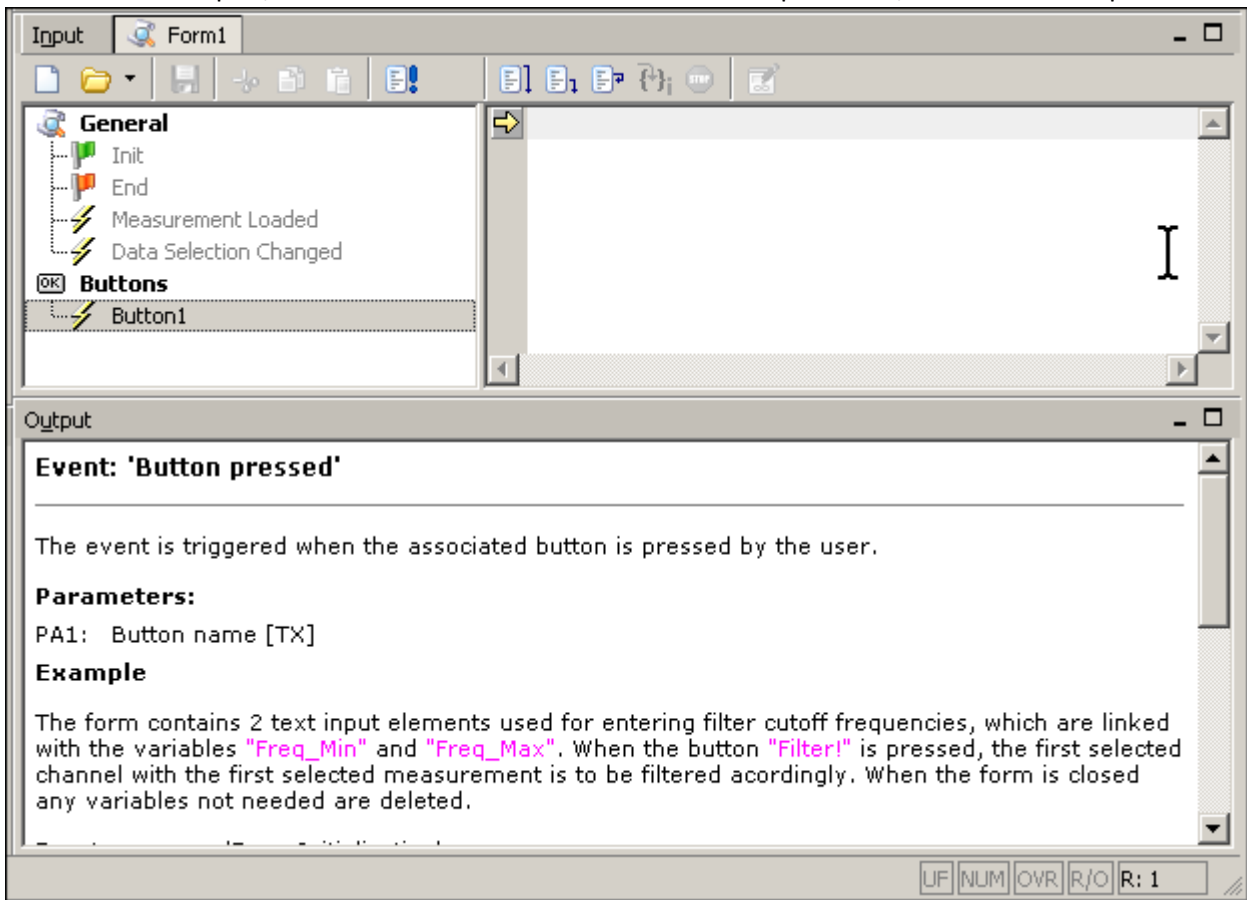 Input Form1
General
Init
End
Measurement Loaded
Data Selection Changed
OK Buttons
Button1
Output
Event: 'Button pressed'
The event is triggered when the associated button is pressed by the user.
Parameters:
PA1: Button name [TX]
Example
The form contains 2 text input elements used for entering filter cutoff frequencies, which are linked
with the variables "Freq_Min" and "Freq_Max". When the button "Filter!" is pressed, the first selected
channel with the first selected measurement is to be filtered acordingly. When the form is closed
any variables not needed are deleted.
UF NUM OVR R/O R: 1